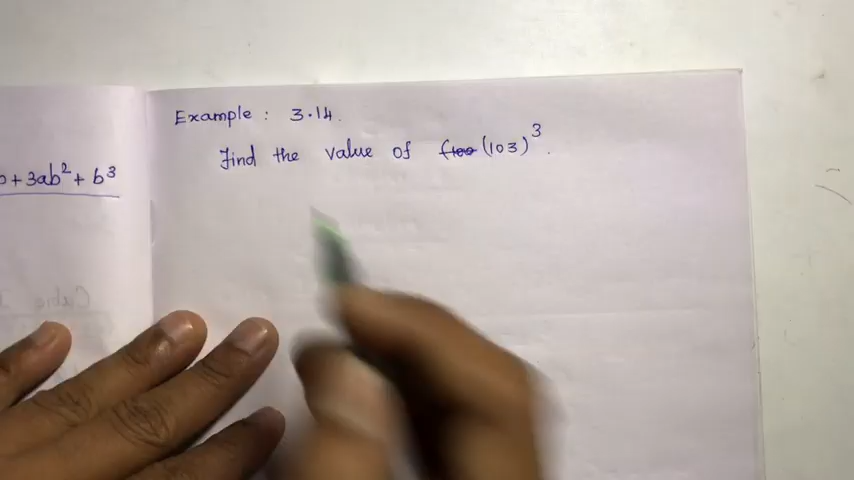 Example : 3.14.
Find the value of (103)³.
+ 3ab² + b³